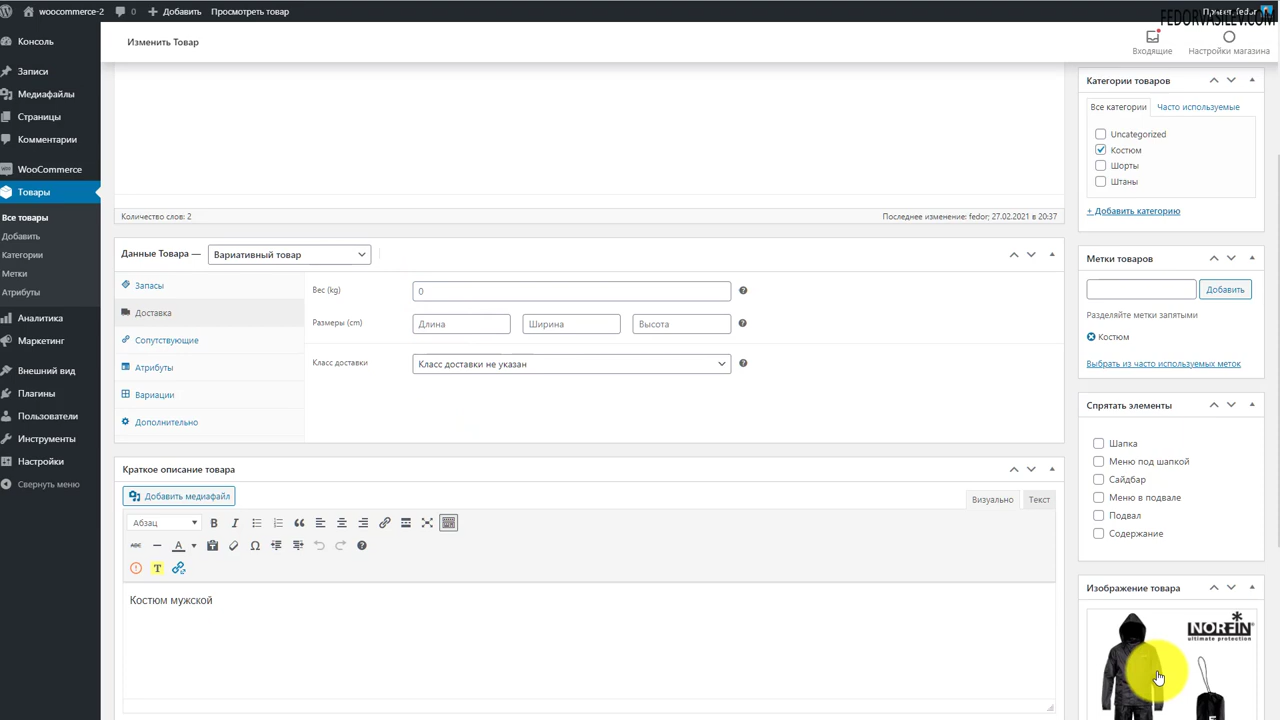 woocommerce-2
0
Добавить
Просмотреть товар
fedor
FEDORVASILEV.COM
Консоль
Записи
Медиафайлы
Страницы
Комментарии
WooCommerce
Товары
Все товары
Добавить
Категории
Метки
Атрибуты
Аналитика
Маркетинг
Внешний вид
Плагины
Пользователи
Инструменты
Настройки
Свернуть меню
Изменить Товар
Входящие
Настройки магазина
Количество слов: 2
Последнее изменение: fedor; 27.02.2021 в 20:37
Данные Товара —
Вариативный товар
Запасы
Доставка
Сопутствующие
Атрибуты
Вариации
Дополнительно
Вес (kg)
0
Размеры (cm)
Длина
Ширина
Высота
Класс доставки
Класс доставки не указан
Краткое описание товара
Добавить медиафайл
Визуально
Текст
Абзац
Костюм мужской
Категории товаров
Все категории
Часто используемые
Uncategorized
Костюм
Шорты
Штаны
+ Добавить категорию
Метки товаров
Добавить
Разделяйте метки запятыми
Костюм
Выбрать из часто используемых меток
Спрятать элементы
Шапка
Меню под шапкой
Сайдбар
Меню в подвале
Подвал
Содержание
Изображение товара
NORFIN
ultimate protection